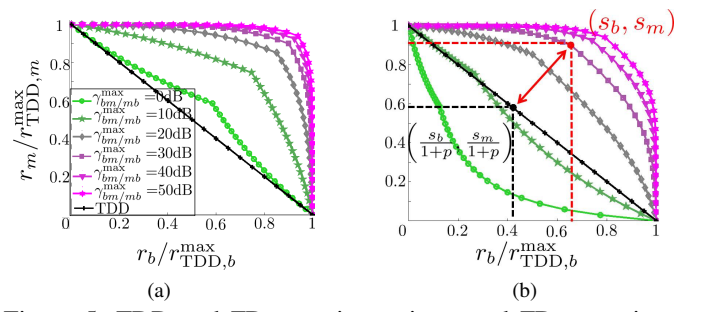 (s_b, s_m)
1
0.8
0.6
0.4
0.2
r_m/r^max_TDD,m
γ^max_bm/mb =0dB
γ^max_bm/mb =10dB
γ^max_bm/mb =20dB
γ^max_bm/mb =30dB
γ^max_bm/mb =40dB
γ^max_bm/mb =50dB
TDD
0.2 0.4 0.6 0.8 1
r_b/r^max_TDD,b
(a)
1
0.8
0.6
0.4
0.2
(s_b/1+p, s_m/1+p)
0.2 0.4 0.6 0.8 1
r_b/r^max_TDD,b
(b)